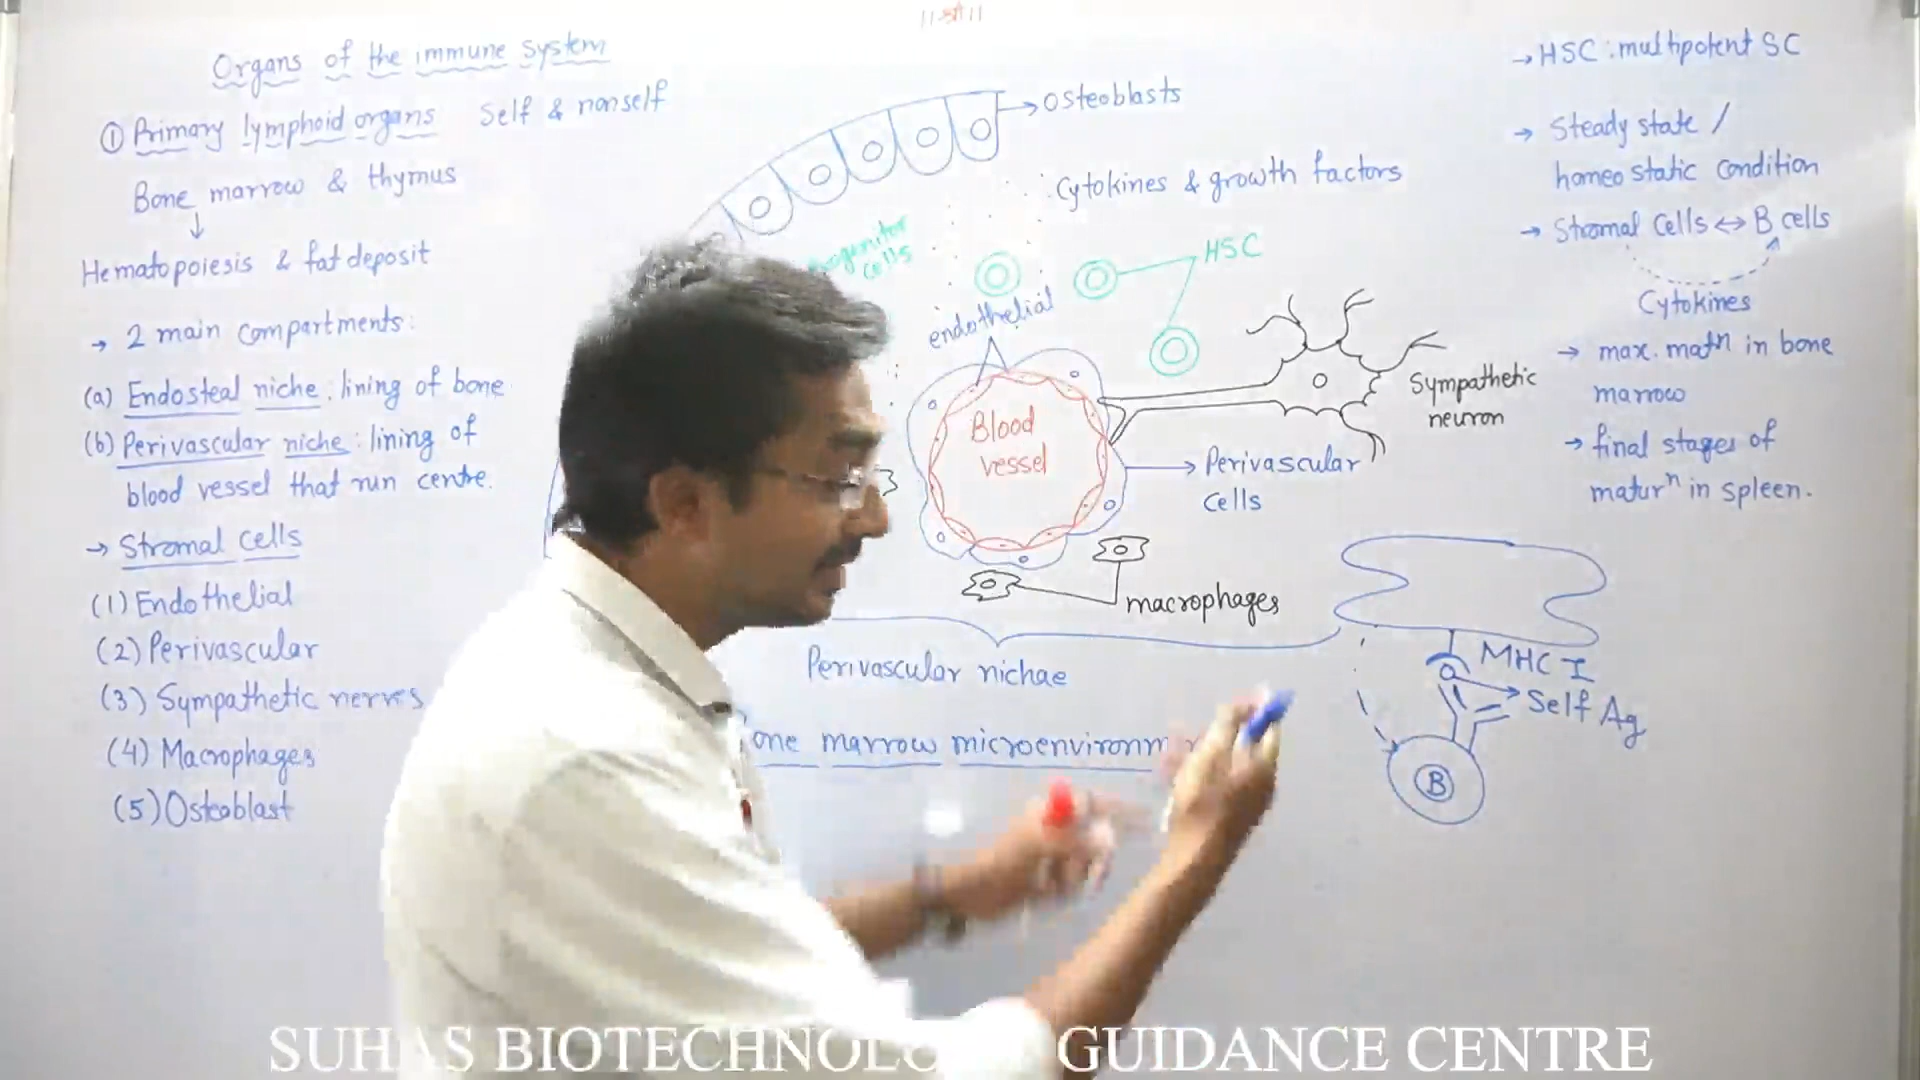 ||श्री||
Organs of the immune system
① Primary lymphoid organs Self & nonself
Bone marrow & thymus
↓
Hematopoiesis & fat deposit
→ 2 main compartments:
(a) Endosteal niche : lining of bone
(b) Perivascular niche : lining of
blood vessel that run centre.
→ Stromal cells
(1) Endothelial
(2) Perivascular
(3) Sympathetic nerves
(4) Macrophages
(5) Osteoblast
→ Osteoblasts
Cytokines & growth factors
cells
HSC
endothelial
Blood
vessel
Sympathetic
neuron
→ Perivascular
cells
macrophages
Perivascular nichae
marrow
→ HSC : multipotent SC
→ Steady state /
homeostatic condition
→ Stromal cells ↔ B cells
Cytokines
→ max. matⁿ in bone
marrow
→ final stages of
maturⁿ in spleen.
MHC I
→ Self Ag
B
SUHAS BIOTECHNOLO GUIDANCE CENTRE